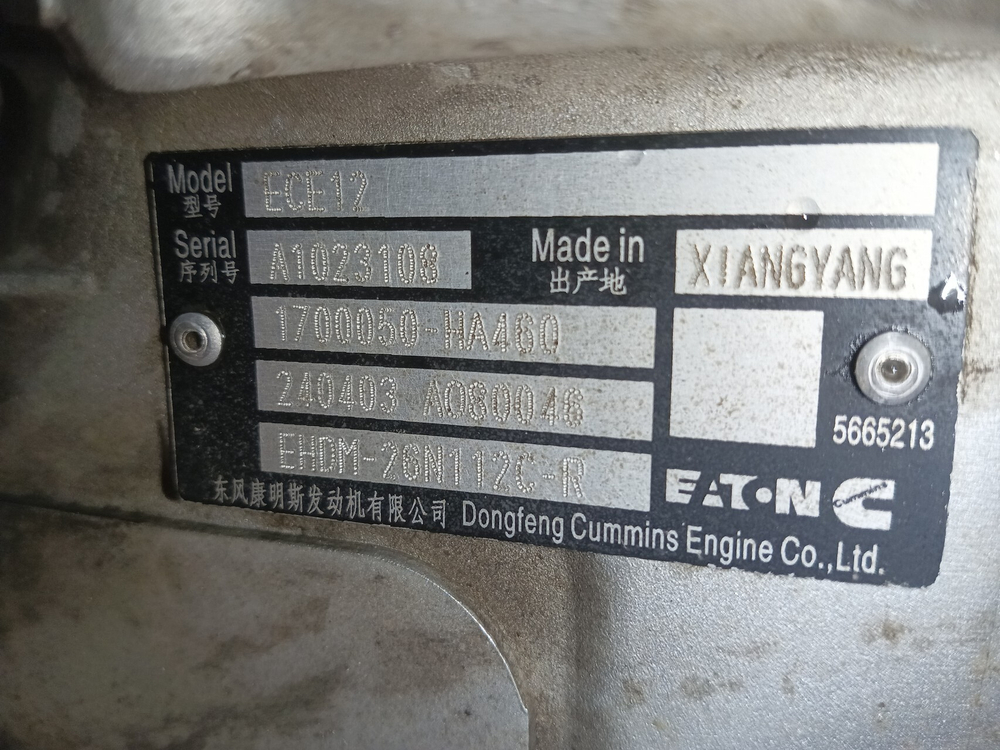 Model ECE12
型号
Serial A1023108 Made in XIANGYANG
序列号 出产地
1700050-HA460
240403 AO80046
5665213
EHDM-26N112C-R
EATON Cummins
东风康明斯发动机有限公司 Dongfeng Cummins Engine Co.,Ltd.